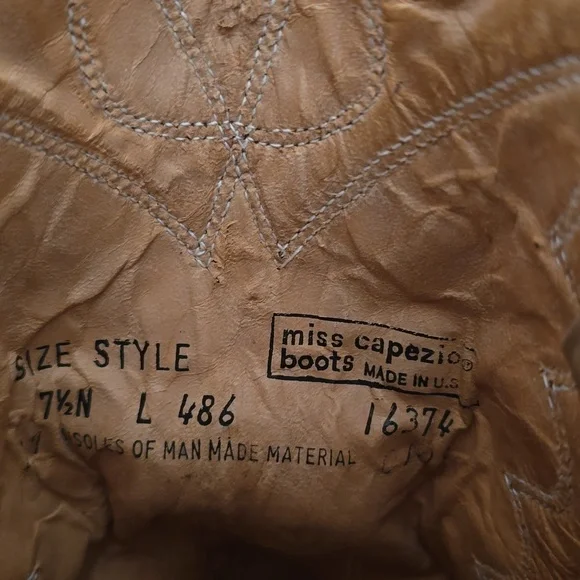 miss capezio®
boots MADE IN U.S.
SIZE STYLE
7½N L 486 16374
SOLES OF MAN MADE MATERIAL